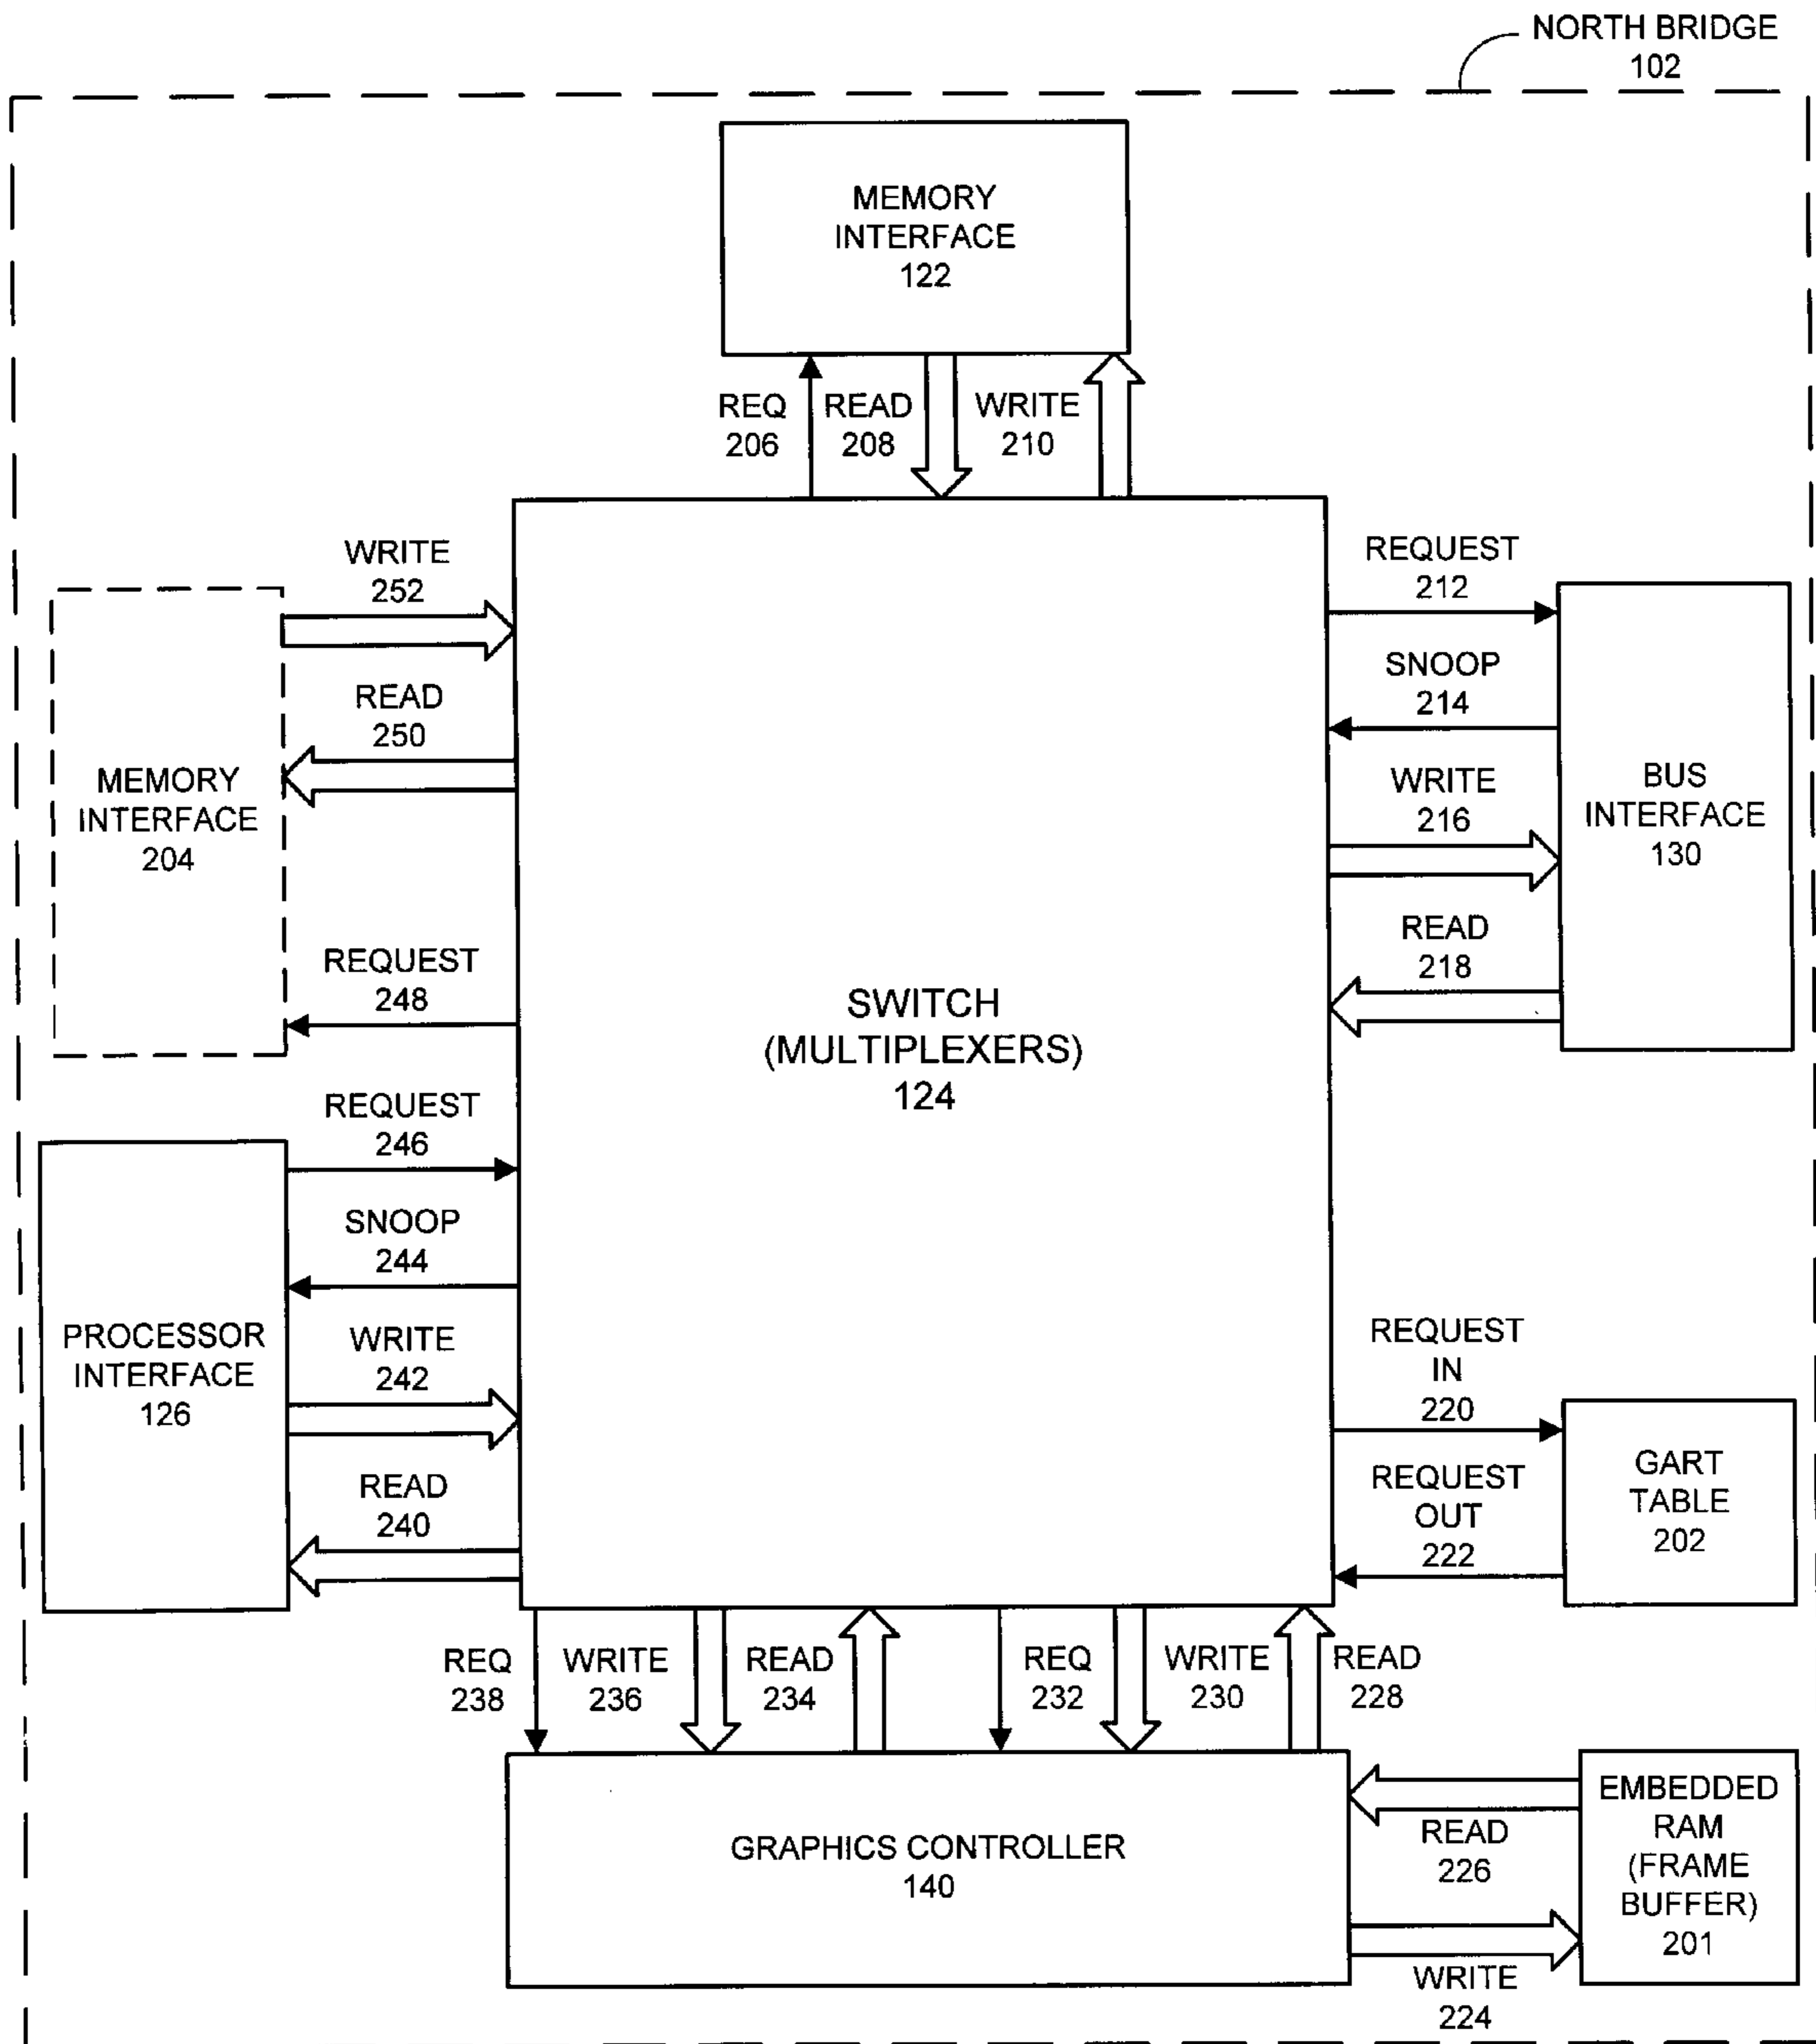 NORTH BRIDGE
102
MEMORY
INTERFACE
122
REQ
206
READ
208
WRITE
210
WRITE
252
READ
250
MEMORY
INTERFACE
204
REQUEST
248
REQUEST
212
SNOOP
214
WRITE
216
READ
218
BUS
INTERFACE
130
SWITCH
(MULTIPLEXERS)
124
REQUEST
246
SNOOP
244
WRITE
242
READ
240
PROCESSOR
INTERFACE
126
REQUEST
IN
220
REQUEST
OUT
222
GART
TABLE
202
REQ
238
WRITE
236
READ
234
REQ
232
WRITE
230
READ
228
GRAPHICS CONTROLLER
140
READ
226
WRITE
224
EMBEDDED
RAM
(FRAME
BUFFER)
201